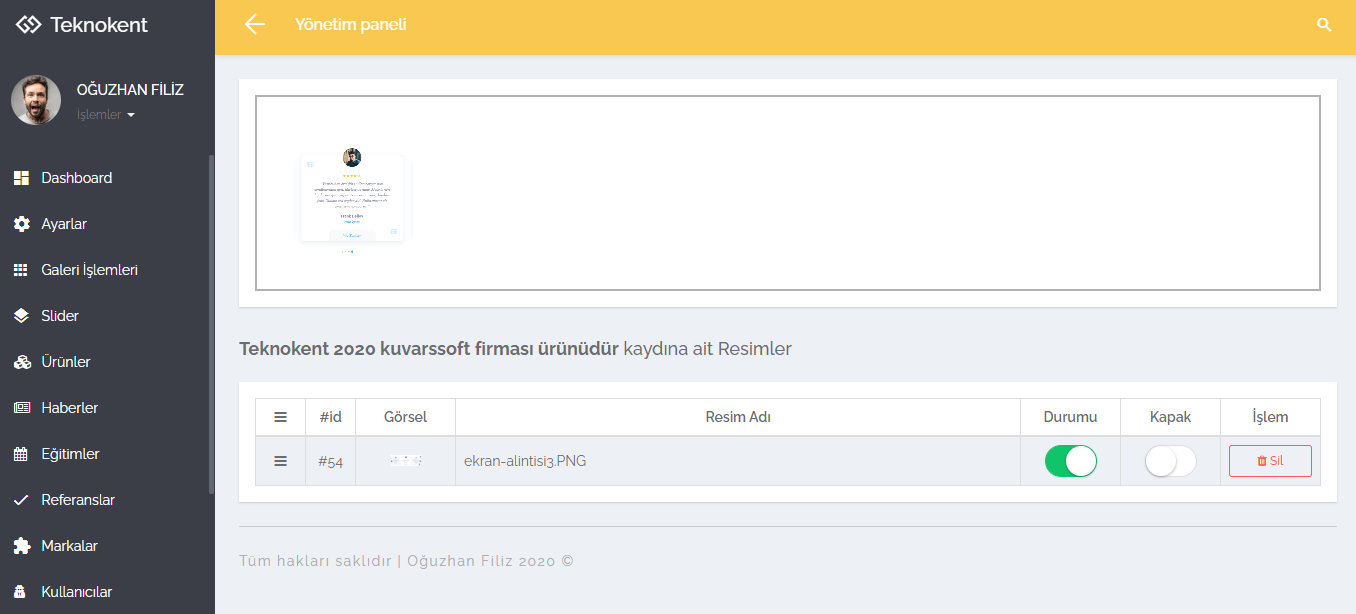 Teknokent
Yönetim paneli
OĞUZHAN FİLİZ
İşlemler
Dashboard
Ayarlar
Galeri İşlemleri
Slider
Ürünler
Haberler
Eğitimler
Referanslar
Markalar
Kullanıcılar
Teknokent 2020 kuvarssoft firması ürünüdür kaydına ait Resimler
#id Görsel Resim Adı Durumu Kapak İşlem
#54 ekran-alintisi3.PNG Sil
Tüm hakları saklıdır | Oğuzhan Filiz 2020 ©